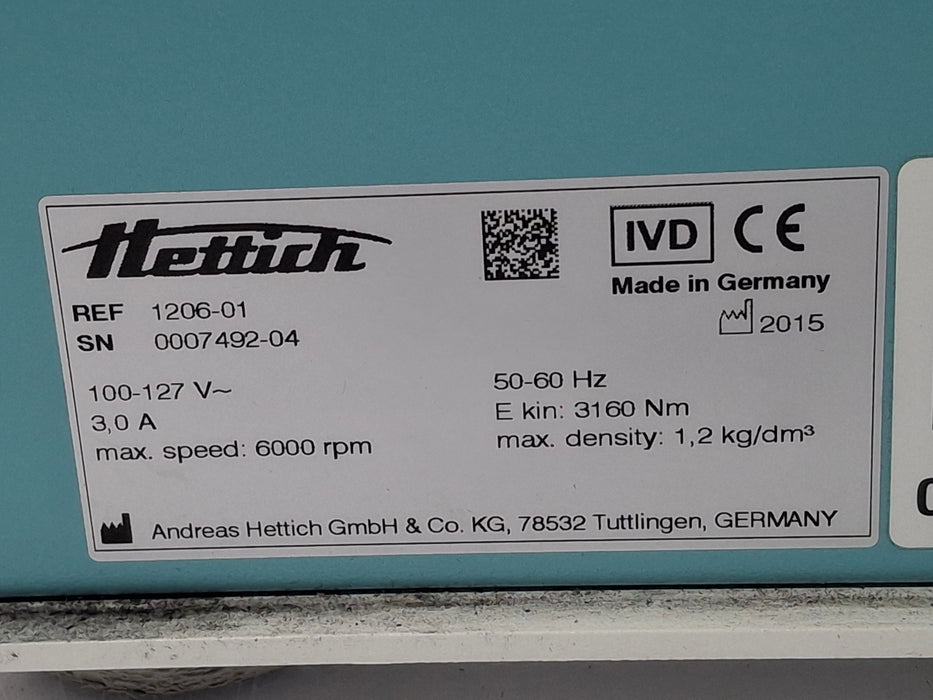 Hettich
IVD CE
Made in Germany
2015
REF 1206-01
SN 0007492-04
100-127 V~
3,0 A
max. speed: 6000 rpm
50-60 Hz
E kin: 3160 Nm
max. density: 1,2 kg/dm³
Andreas Hettich GmbH & Co. KG, 78532 Tuttlingen, GERMANY